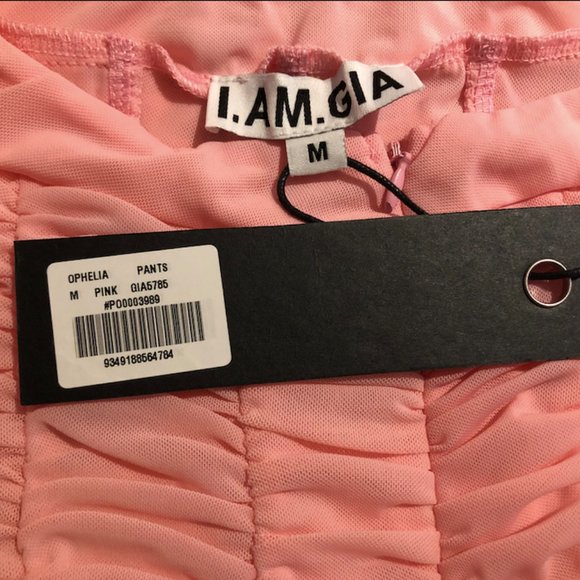 I.AM.GIA
M
OPHELIA PANTS
M PINK GIA5785
#PO0003989
9349188564784